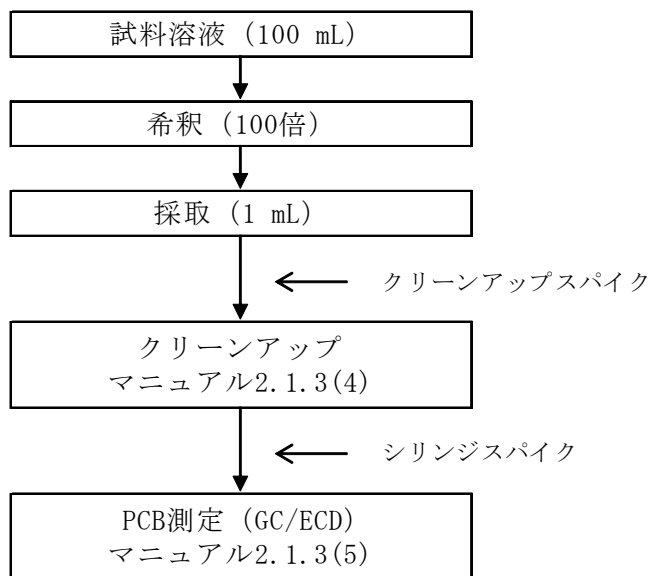 試料溶液 (100 mL)
希釈 (100倍)
採取 (1 mL)
クリーンアップスパイク
クリーンアップ
マニュアル2.1.3(4)
シリンジスパイク
PCB測定 (GC/ECD)
マニュアル2.1.3(5)